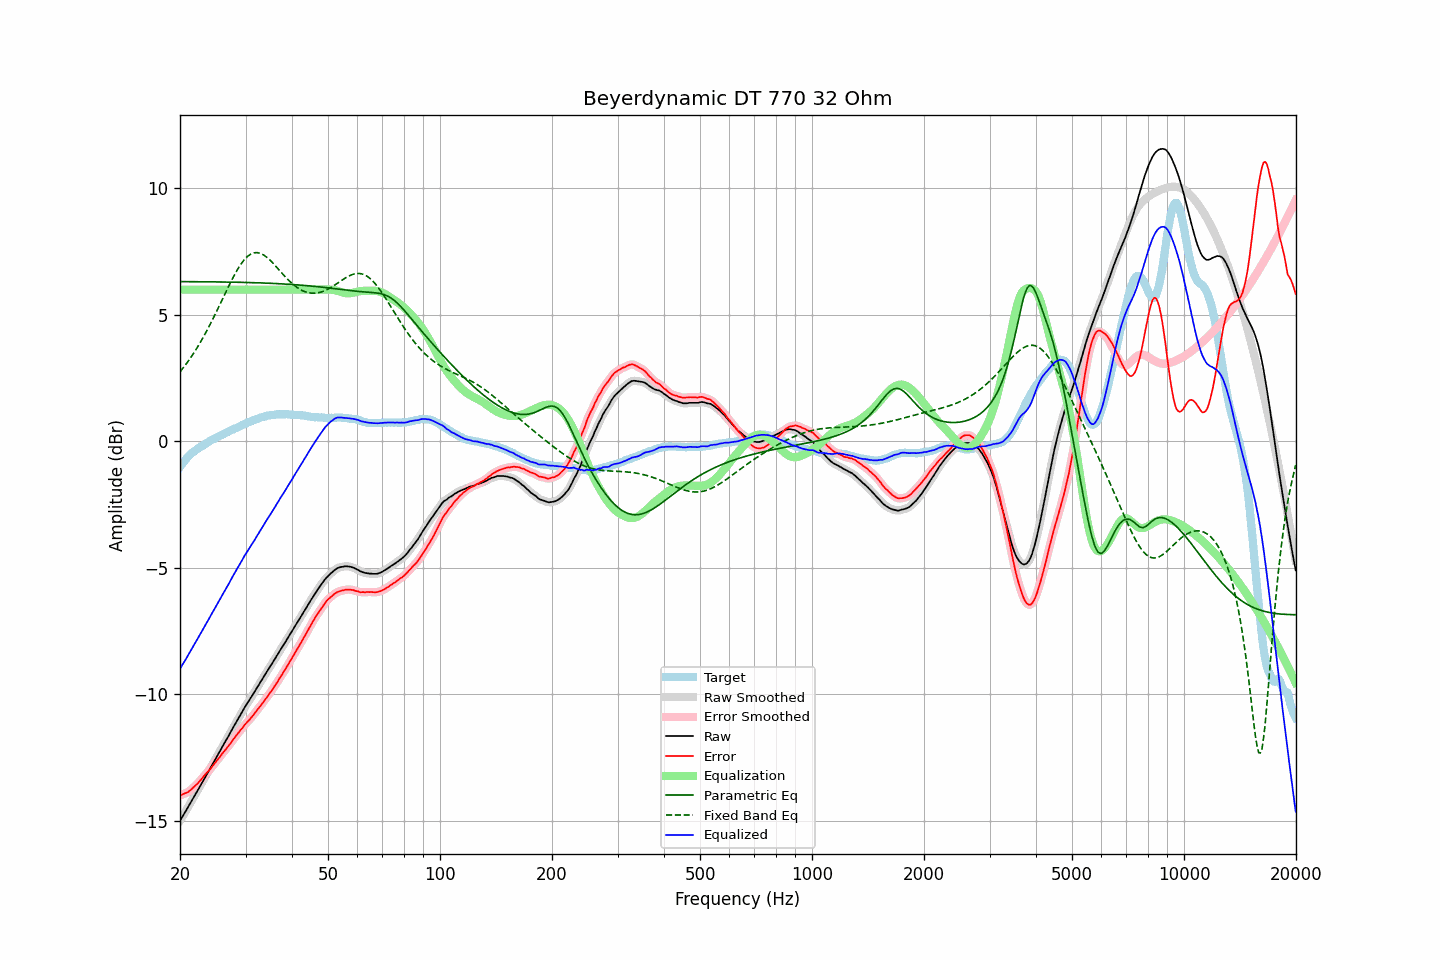 Beyerdynamic DT 770 32 Ohm
Amplitude (dBr)
10
5
0
−5
−10
−15
Target
Raw Smoothed
Error Smoothed
Raw
Error
Equalization
Parametric Eq
Fixed Band Eq
Equalized
20 50 100 200 500 1000 2000 5000 10000 20000
Frequency (Hz)